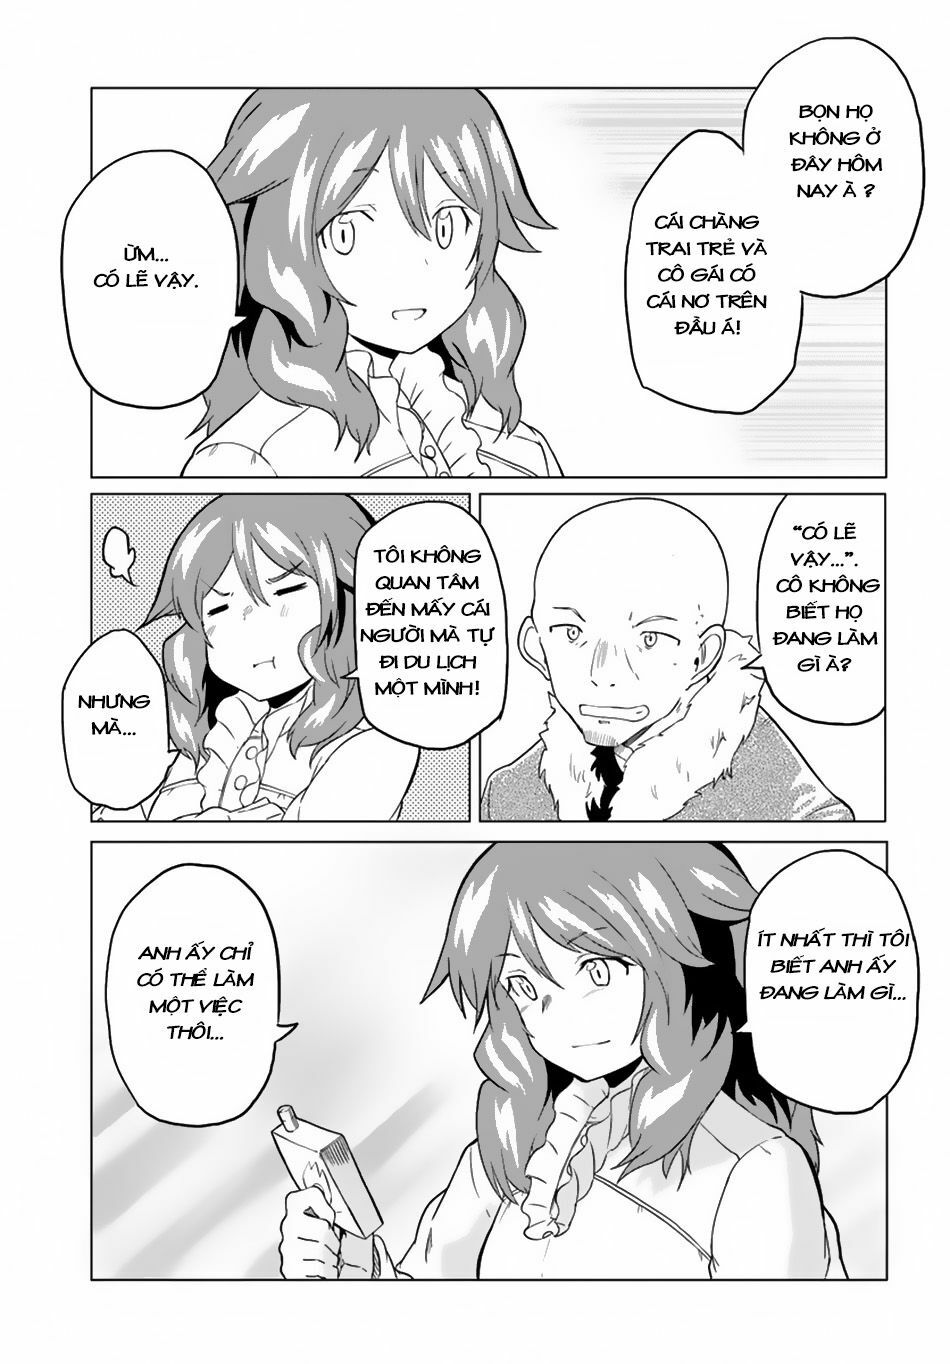 BỌN HỌ
KHÔNG Ở
ĐÂY HÔM
NAY À ?
CÁI CHÀNG
TRAI TRẺ VÀ
CÔ GÁI CÓ
CÁI NƠ TRÊN
ĐẦU Á!
ỪM...
CÓ LẼ VẬY.
“CÓ LẼ
VẬY...”.
CÔ KHÔNG
BIẾT HỌ
ĐANG LÀM
GÌ À?
TÔI KHÔNG
QUAN TÂM
ĐẾN MẤY CÁI
NGƯỜI MÀ TỰ
ĐI DU LỊCH
MỘT MÌNH!
NHƯNG
MÀ...
ÍT NHẤT THÌ TÔI
BIẾT ANH ẤY
ĐANG LÀM GÌ...
ANH ẤY CHỈ
CÓ THỂ LÀM
MỘT VIỆC
THÔI...